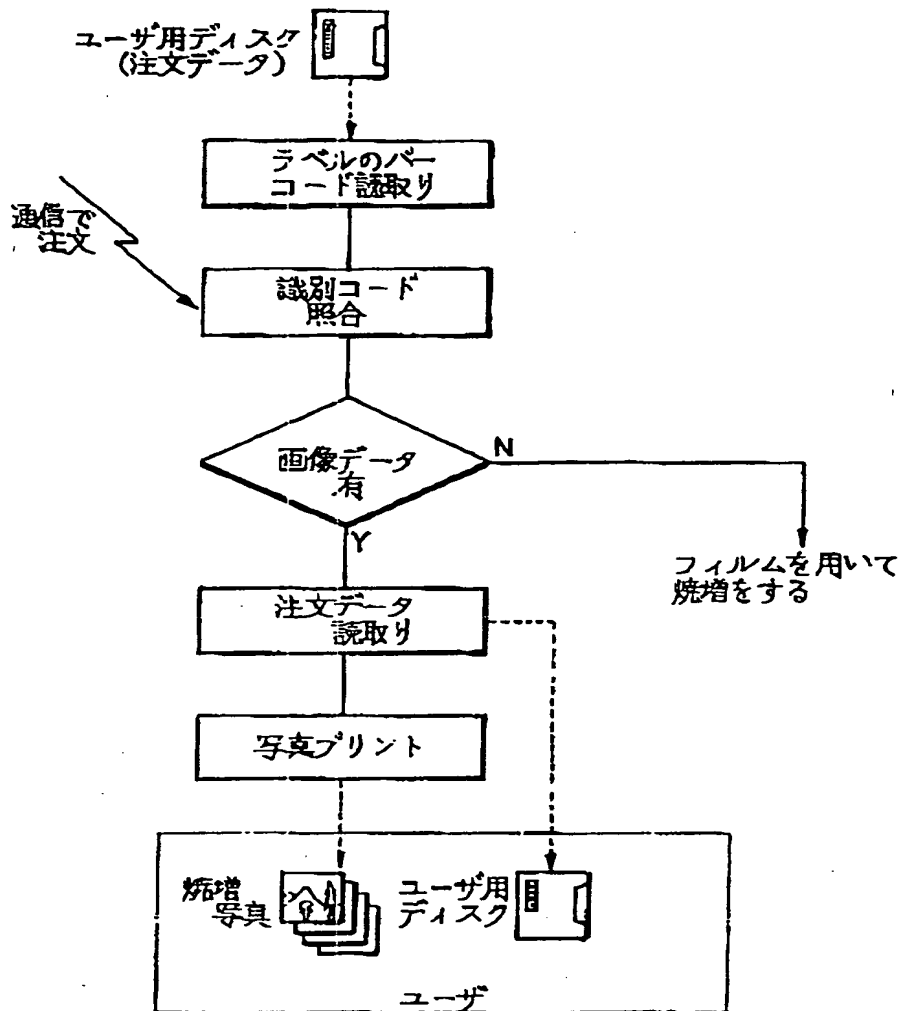 ユーザ用ディスク
(注文データ)
ラベルのバー
コード読取り
通信で
注文
識別コード
照合
画像データ
有
N
Y
フィルムを用いて
焼増をする
注文データ
読取り
写真プリント
焼増
写真
ユーザ用
ディスク
ユーザ